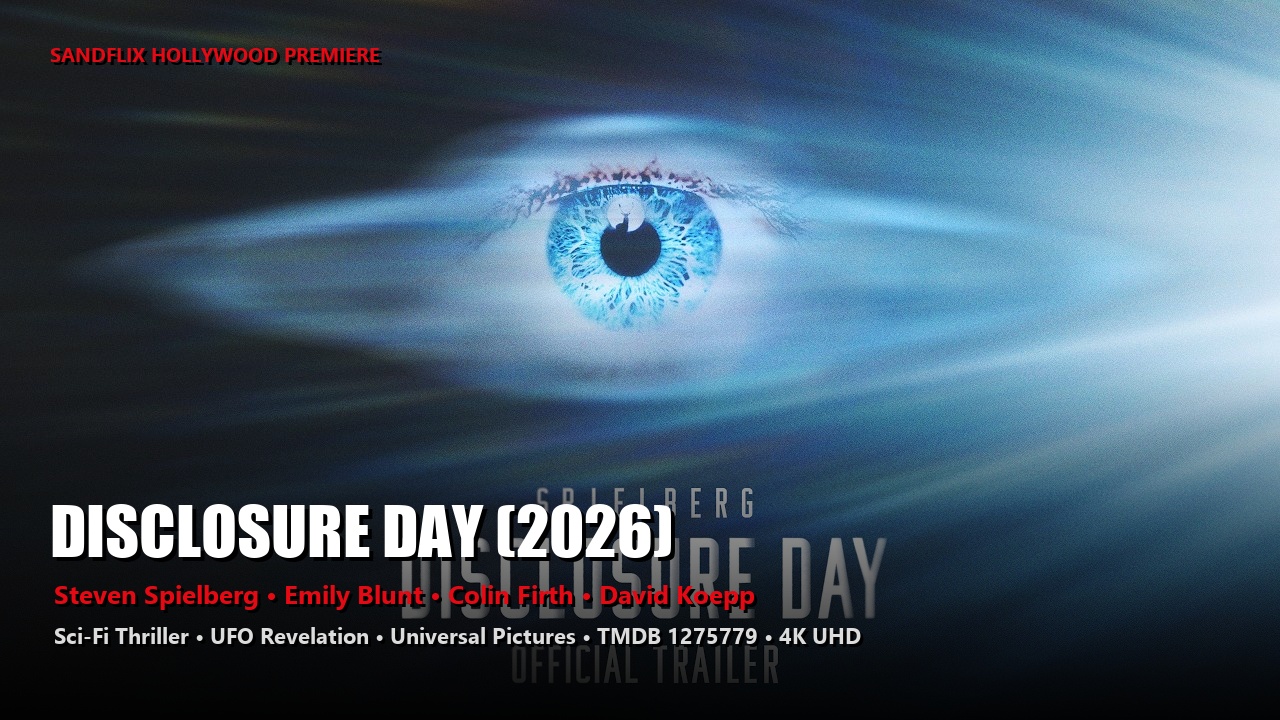 SANDFLIX HOLLYWOOD PREMIERE
SPIELBERG
DISCLOSURE DAY (2026)
DISCLOSURE DAY
Steven Spielberg • Emily Blunt • Colin Firth • David Koepp
Sci-Fi Thriller • UFO Revelation • Universal Pictures • TMDB 1275779 • 4K UHD
OFFICIAL TRAILER